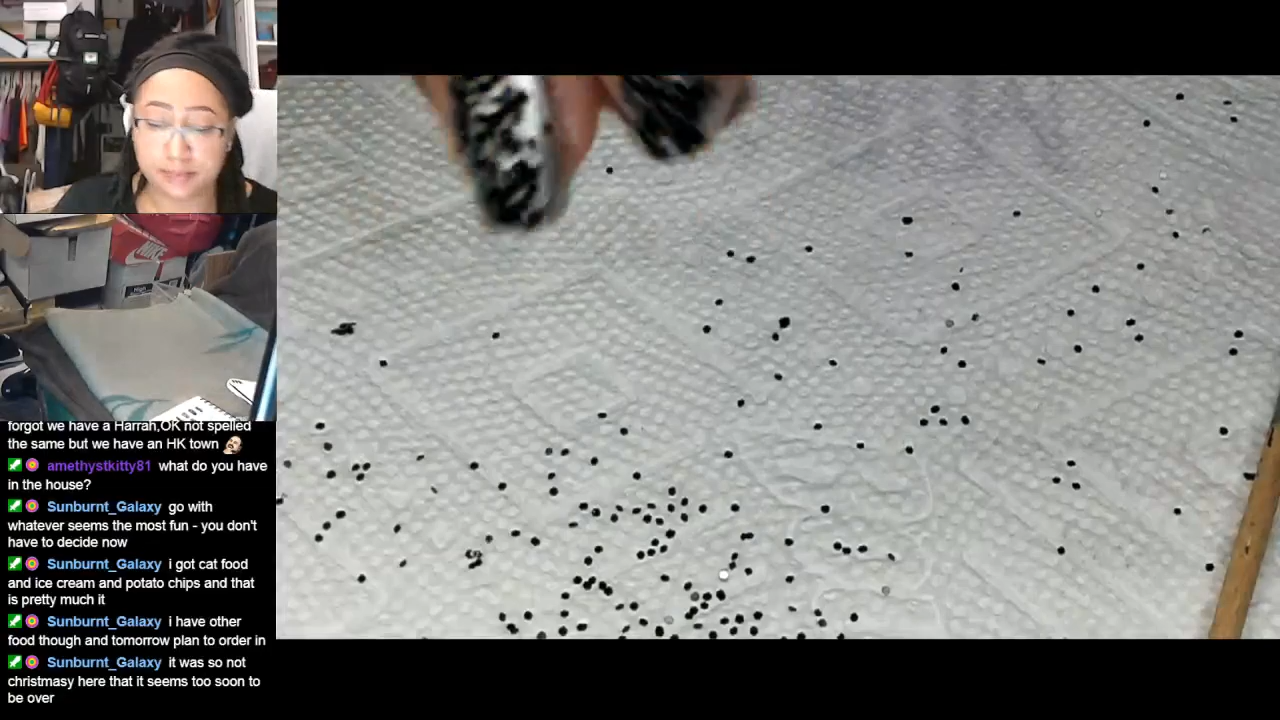 NIKE
High
forgot we have a Harrah,OK not spelled
the same but we have an HK town
amethystkitty81 what do you have
in the house?
Sunburnt_Galaxy go with
whatever seems the most fun - you don't
have to decide now
Sunburnt_Galaxy i got cat food
and ice cream and potato chips and that
is pretty much it
Sunburnt_Galaxy i have other
food though and tomorrow plan to order in
Sunburnt_Galaxy it was so not
christmasy here that it seems too soon to
be over